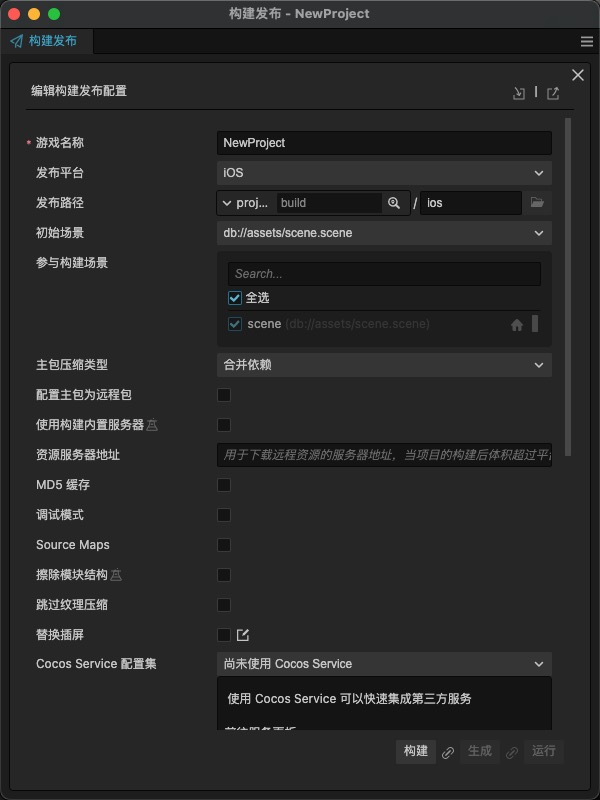 构建发布 - NewProject
构建发布
编辑构建发布配置
* 游戏名称 NewProject
发布平台 iOS
发布路径 proj... build / ios
初始场景 db://assets/scene.scene
参与构建场景
Search...
全选
scene (db://assets/scene.scene)
主包压缩类型 合并依赖
配置主包为远程包
使用构建内置服务器
资源服务器地址 用于下载远程资源的服务器地址，当项目的构建后体积超过平
MD5 缓存
调试模式
Source Maps
擦除模块结构
跳过纹理压缩
替换插屏
Cocos Service 配置集 尚未使用 Cocos Service
使用 Cocos Service 可以快速集成第三方服务
前往服务面板
构建 生成 运行